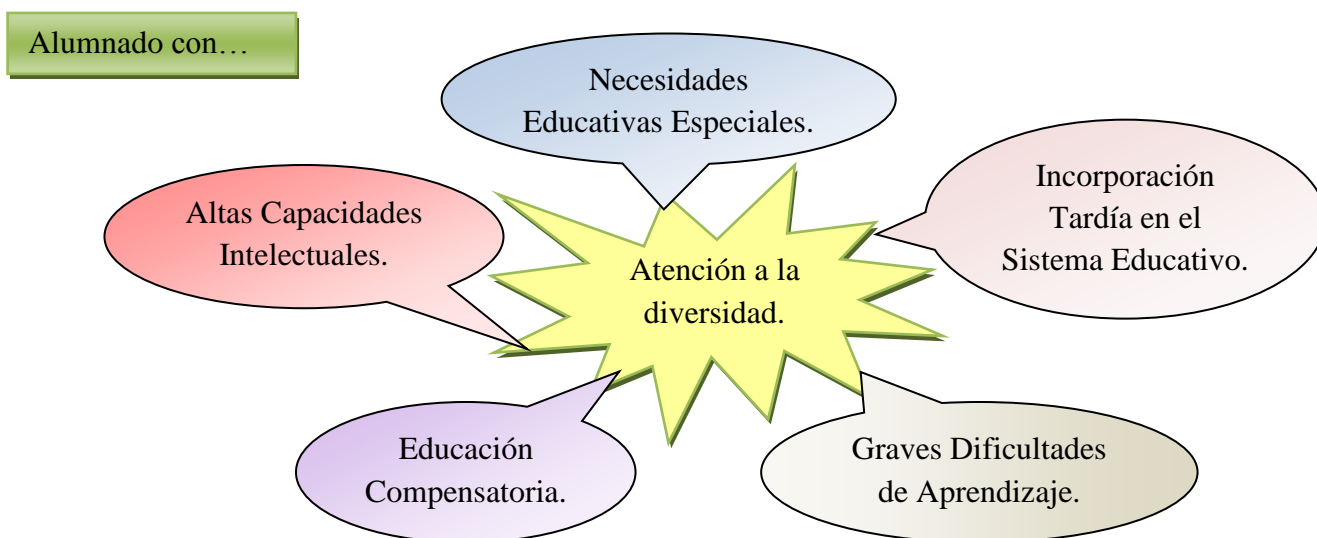 Alumnado con…
Necesidades
Educativas Especiales.
Altas Capacidades
Intelectuales.
Incorporación
Tardía en el
Sistema Educativo.
Atención a la
diversidad.
Educación
Compensatoria.
Graves Dificultades
de Aprendizaje.